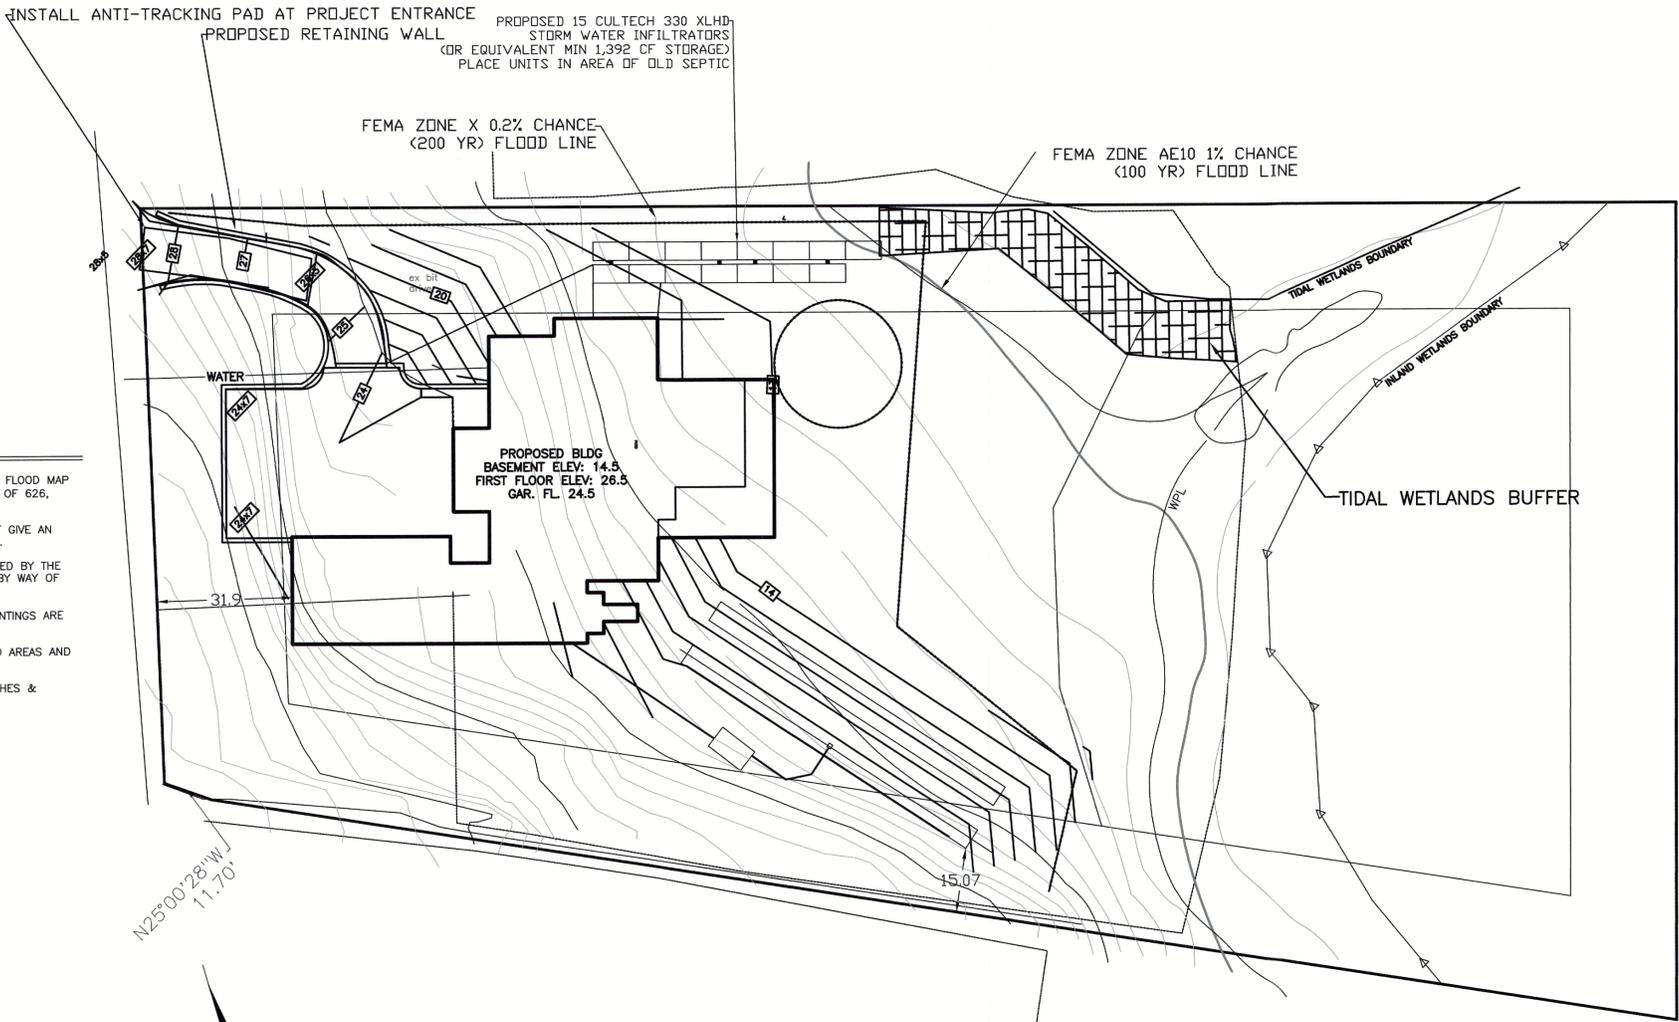 INSTALL ANTI-TRACKING PAD AT PROJECT ENTRANCE
PROPOSED RETAINING WALL
PROPOSED 15 CULTECH 330 XLHD
STORM WATER INFILTRATORS
(OR EQUIVALENT MIN 1,392 CF STORAGE)
PLACE UNITS IN AREA OF OLD SEPTIC
FEMA ZONE X 0.2% CHANCE
(200 YR) FLOOD LINE
FEMA ZONE AE10 1% CHANCE
(100 YR) FLOOD LINE
TIDAL WETLANDS BOUNDARY
INLAND WETLANDS BOUNDARY
28x5
26x7
28
27
ex bit
20
25
WATER
24
24x7
24x7
PROPOSED BLDG
BASEMENT ELEV: 14.5
FIRST FLOOR ELEV: 26.5
GAR. FL. 24.5
WPL
TIDAL WETLANDS BUFFER
FLOOD MAP
OF 626,
GIVE AN
ED BY THE
BY WAY OF
NTINGS ARE
AREAS AND
HES &
31.9
14
15.07
N25°00'28"W
11.70'